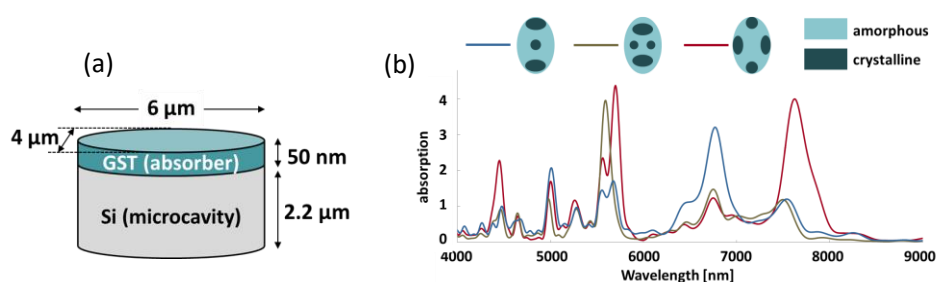 (a)
6 µm
4 µm
GST (absorber)
50 nm
Si (microcavity)
2.2 µm
(b)
amorphous
crystalline
absorption
4
3
2
1
0
4000 5000 6000 7000 8000 9000
Wavelength [nm]